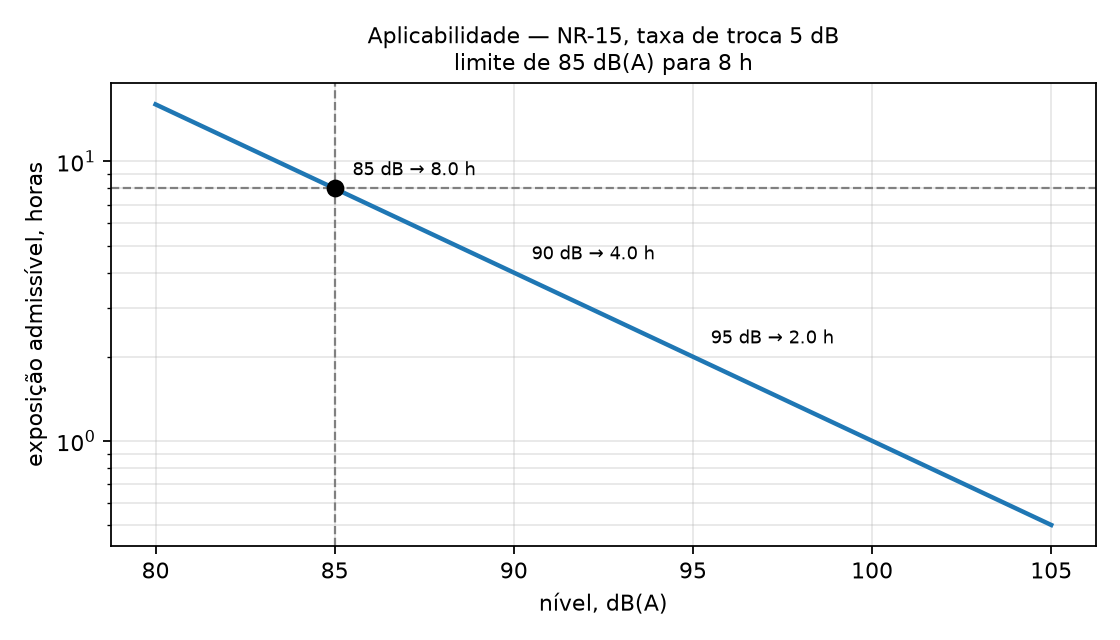 Aplicabilidade — NR-15, taxa de troca 5 dB
limite de 85 dB(A) para 8 h
exposição admissível, horas
10¹
10⁰
85 dB → 8.0 h
90 dB → 4.0 h
95 dB → 2.0 h
80 85 90 95 100 105
nível, dB(A)